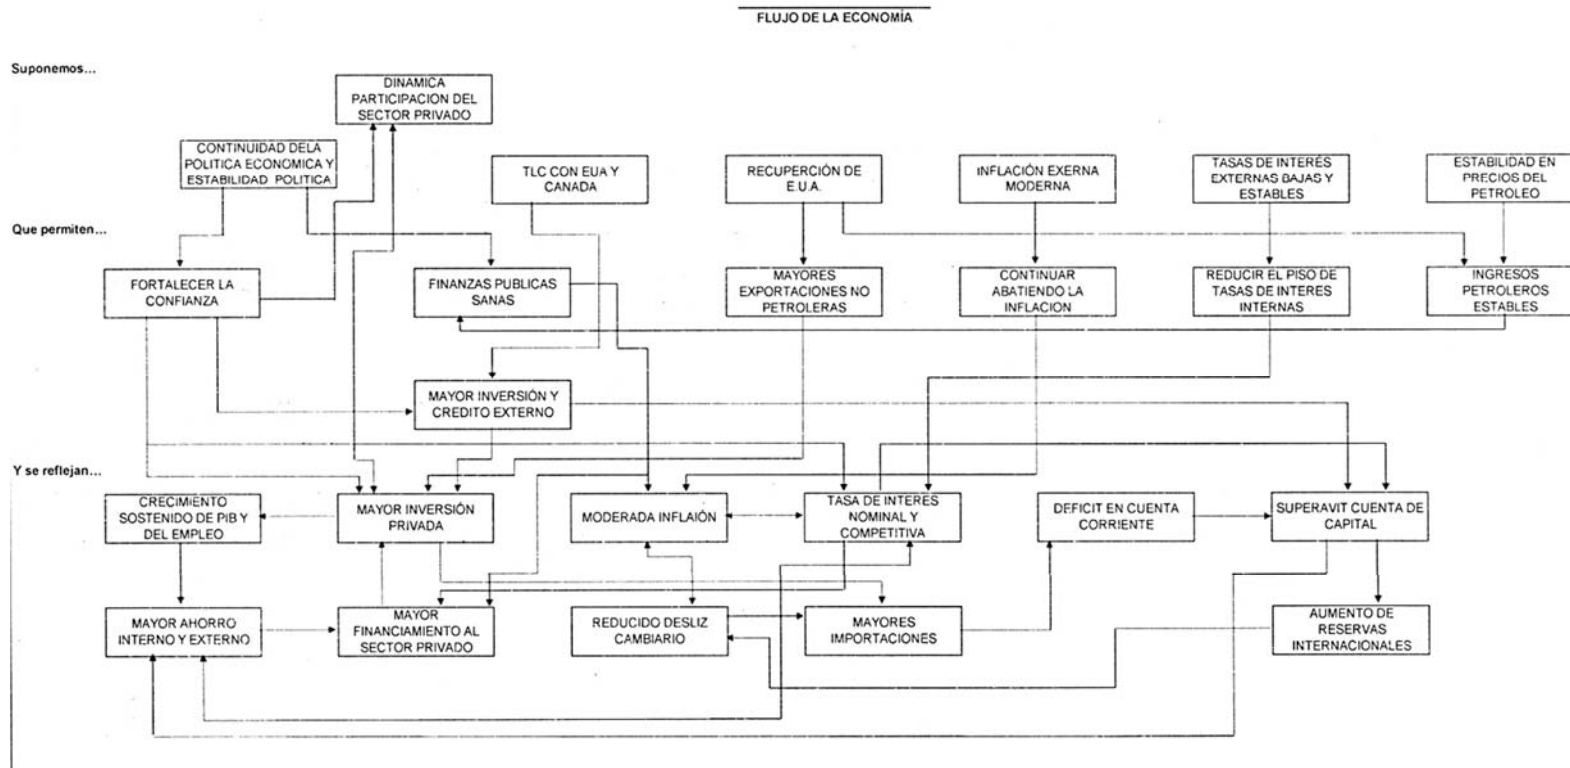 FLUJO DE LA ECONOMÍA
Suponemos...
DINAMICA
PARTICIPACION DEL
SECTOR PRIVADO
CONTINUIDAD DELA
POLITICA ECONOMICA Y
ESTABILIDAD POLITICA
TLC CON EUA Y
CANADA
RECUPERCIÓN DE
E.U.A.
INFLACIÓN EXERNA
MODERNA
TASAS DE INTERÉS
EXTERNAS BAJAS Y
ESTABLES
ESTABILIDAD EN
PRECIOS DEL
PETROLEO
Que permiten...
FORTALECER LA
CONFIANZA
FINANZAS PUBLICAS
SANAS
MAYORES
EXPORTACIONES NO
PETROLERAS
CONTINUAR
ABATIENDO LA
INFLACION
REDUCIR EL PISO DE
TASAS DE INTERES
INTERNAS
INGRESOS
PETROLEROS
ESTABLES
MAYOR INVERSIÓN Y
CREDITO EXTERNO
Y se reflejan...
CRECIMIENTO
SOSTENIDO DE PIB Y
DEL EMPLEO
MAYOR INVERSIÓN
PRIVADA
MODERADA INFLAIÓN
TASA DE INTERES
NOMINAL Y
COMPETITIVA
DEFICIT EN CUENTA
CORRIENTE
SUPERAVIT CUENTA DE
CAPITAL
MAYOR AHORRO
INTERNO Y EXTERNO
MAYOR
FINANCIAMIENTO AL
SECTOR PRIVADO
REDUCIDO DESLIZ
CAMBIARIO
MAYORES
IMPORTACIONES
AUMENTO DE
RESERVAS
INTERNACIONALES